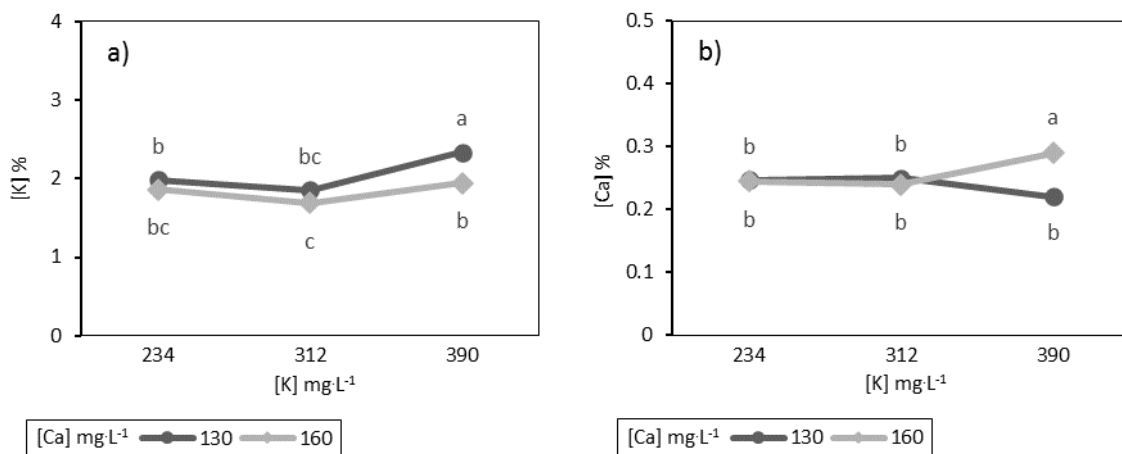 4
3
2
1
0
[K] %
a)
b
bc
a
bc
c
b
234 312 390
[K] mg·L⁻¹
[Ca] mg·L⁻¹ 130 160
0.5
0.4
0.3
0.2
0.1
0
[Ca] %
b)
b
b
a
b
b
b
234 312 390
[K] mg·L⁻¹
[Ca] mg·L⁻¹ 130 160